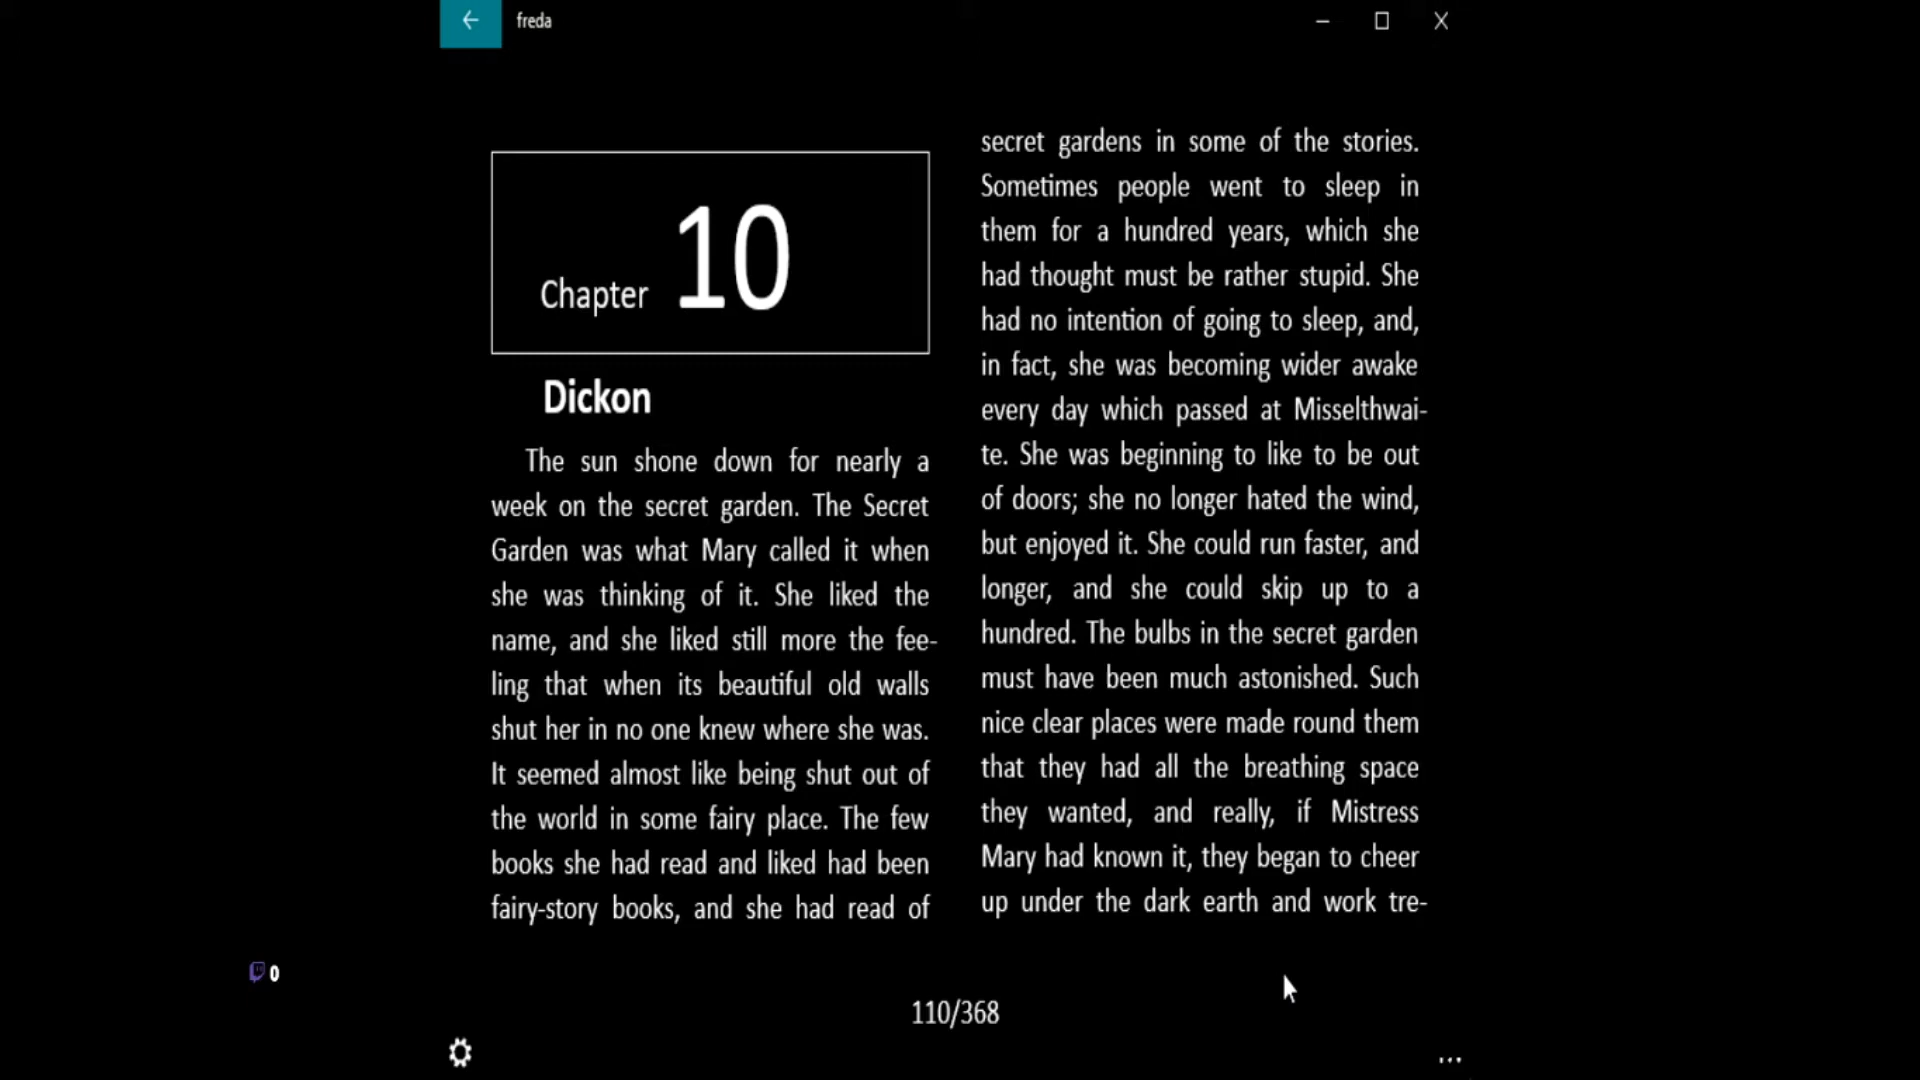 freda
Chapter 10
Dickon
The sun shone down for nearly a
week on the secret garden. The Secret
Garden was what Mary called it when
she was thinking of it. She liked the
name, and she liked still more the fee-
ling that when its beautiful old walls
shut her in no one knew where she was.
It seemed almost like being shut out of
the world in some fairy place. The few
books she had read and liked had been
fairy-story books, and she had read of
secret gardens in some of the stories.
Sometimes people went to sleep in
them for a hundred years, which she
had thought must be rather stupid. She
had no intention of going to sleep, and,
in fact, she was becoming wider awake
every day which passed at Misselthwai-
te. She was beginning to like to be out
of doors; she no longer hated the wind,
but enjoyed it. She could run faster, and
longer, and she could skip up to a
hundred. The bulbs in the secret garden
must have been much astonished. Such
nice clear places were made round them
that they had all the breathing space
they wanted, and really, if Mistress
Mary had known it, they began to cheer
up under the dark earth and work tre-
0
110/368